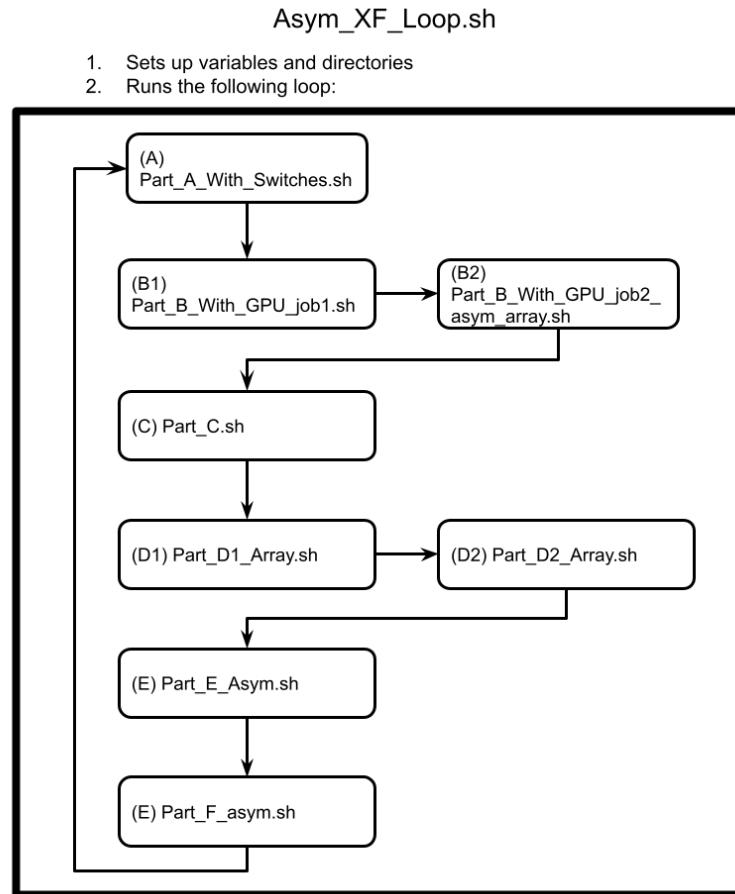 Asym_XF_Loop.sh
1. Sets up variables and directories
2. Runs the following loop:
(A)
Part_A_With_Switches.sh
(B1)
Part_B_With_GPU_job1.sh
(B2)
Part_B_With_GPU_job2_
asym_array.sh
(C) Part_C.sh
(D1) Part_D1_Array.sh
(D2) Part_D2_Array.sh
(E) Part_E_Asym.sh
(E) Part_F_asym.sh